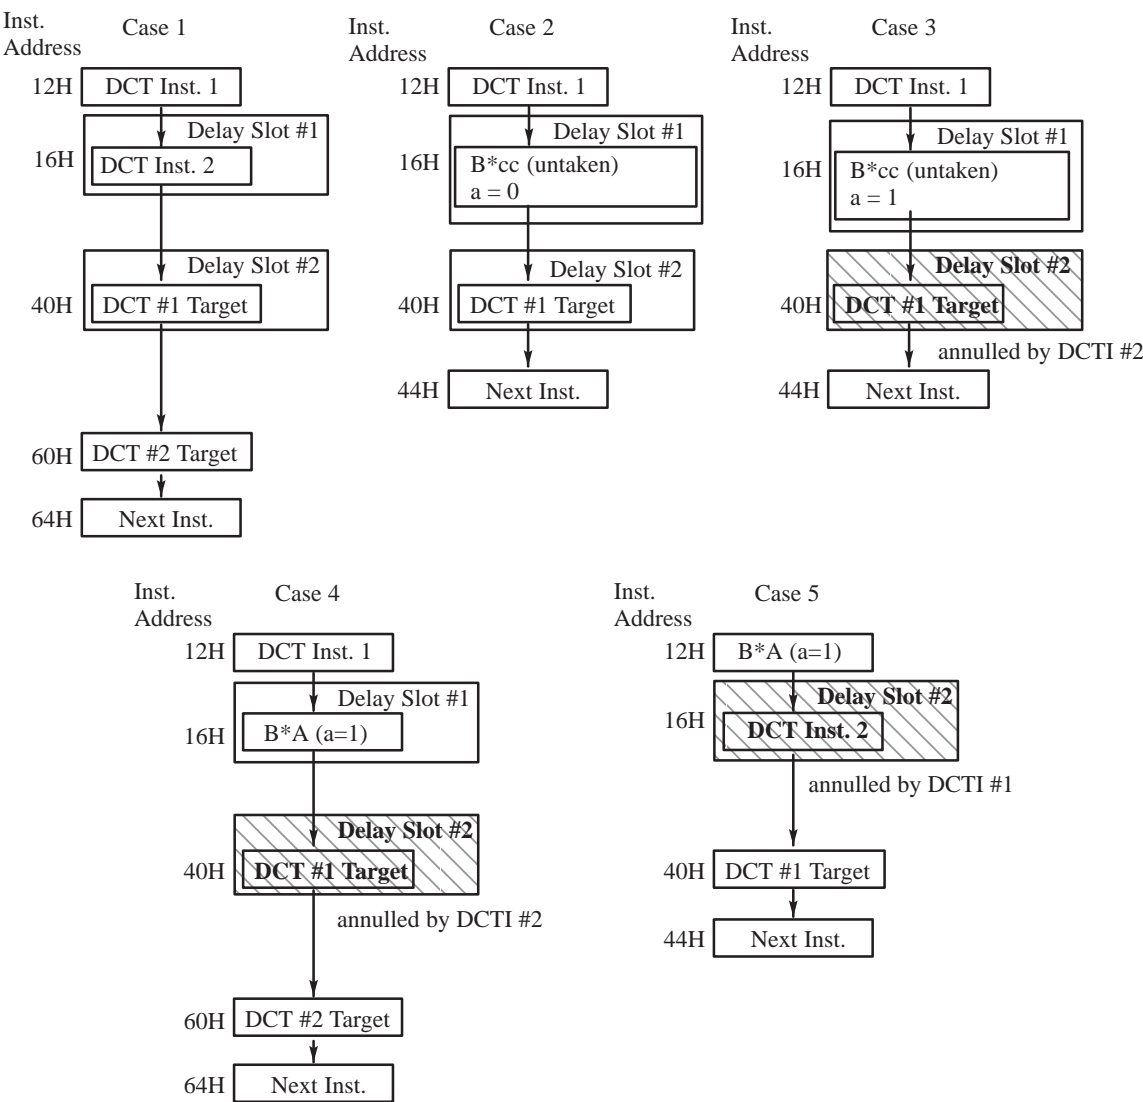 Inst.
Address
Case 1
12H
DCT Inst. 1
Delay Slot #1
16H
DCT Inst. 2
Delay Slot #2
40H
DCT #1 Target
60H
DCT #2 Target
64H
Next Inst.
Inst.
Address
Case 2
12H
DCT Inst. 1
Delay Slot #1
16H
B*cc (untaken)
a = 0
Delay Slot #2
40H
DCT #1 Target
44H
Next Inst.
Inst.
Address
Case 3
12H
DCT Inst. 1
Delay Slot #1
16H
B*cc (untaken)
a = 1
Delay Slot #2
40H
DCT #1 Target
annulled by DCTI #2
44H
Next Inst.
Inst.
Address
Case 4
12H
DCT Inst. 1
Delay Slot #1
16H
B*A (a=1)
Delay Slot #2
40H
DCT #1 Target
annulled by DCTI #2
60H
DCT #2 Target
64H
Next Inst.
Inst.
Address
Case 5
12H
B*A (a=1)
Delay Slot #2
16H
DCT Inst. 2
annulled by DCTI #1
40H
DCT #1 Target
44H
Next Inst.